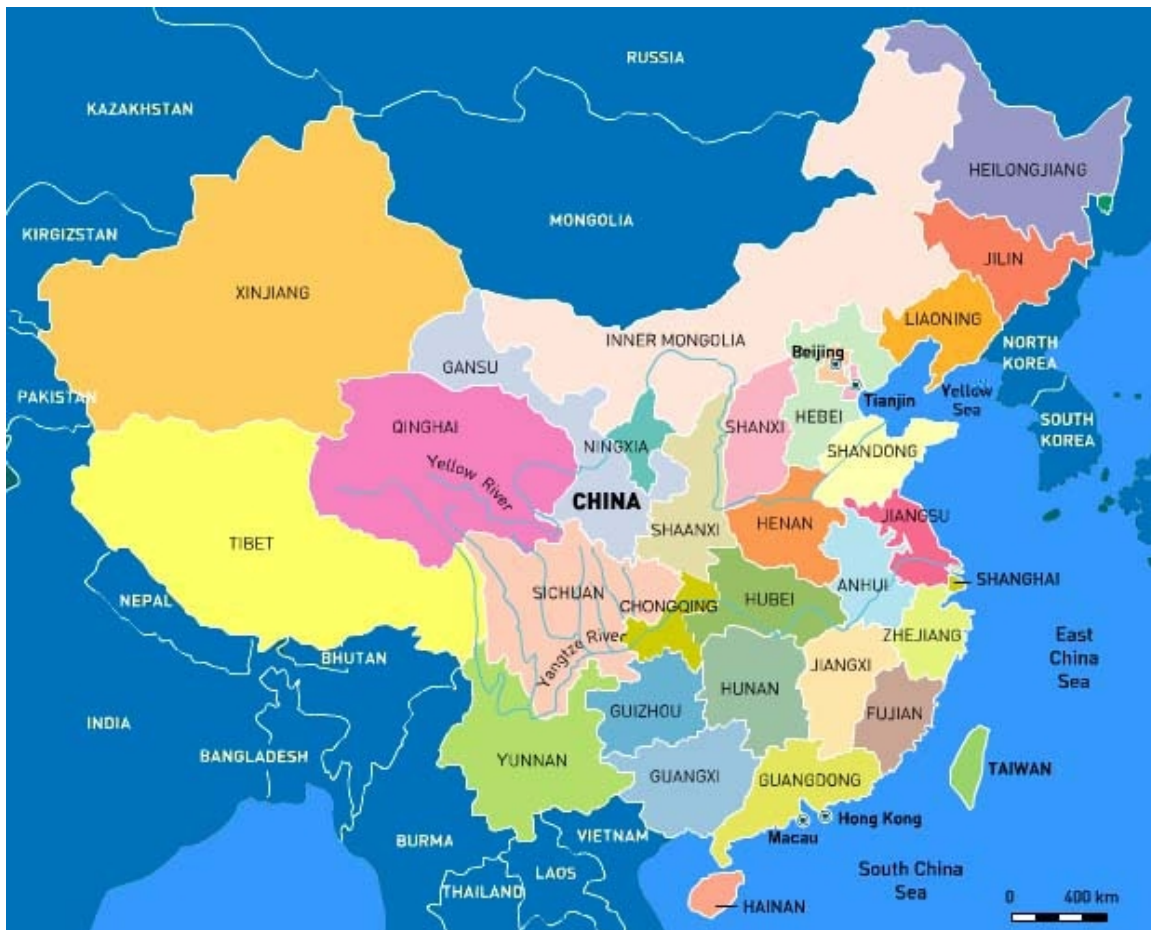 RUSSIA
KAZAKHSTAN
HEILONGJIANG
MONGOLIA
KIRGIZSTAN
JILIN
XINJIANG
LIAONING
INNER MONGOLIA
NORTH
KOREA
Beijing
GANSU
PAKISTAN
Tianjin
Yellow
Sea
HEBEI
QINGHAI
SHANXI
SOUTH
KOREA
NINGXIA
SHANDONG
Yellow River
CHINA
JIANGSU
HENAN
SHAANXI
TIBET
SHANGHAI
ANHUI
SICHUAN
NEPAL
HUBEI
CHONGQING
ZHEJIANG
East
China
Sea
Yangtze River
BHUTAN
JIANGXI
HUNAN
GUIZHOU
FUJIAN
INDIA
BANGLADESH
YUNNAN
TAIWAN
GUANGXI
GUANGDONG
Hong Kong
Macau
VIETNAM
BURMA
South China
Sea
LAOS
THAILAND
0 400 km
HAINAN